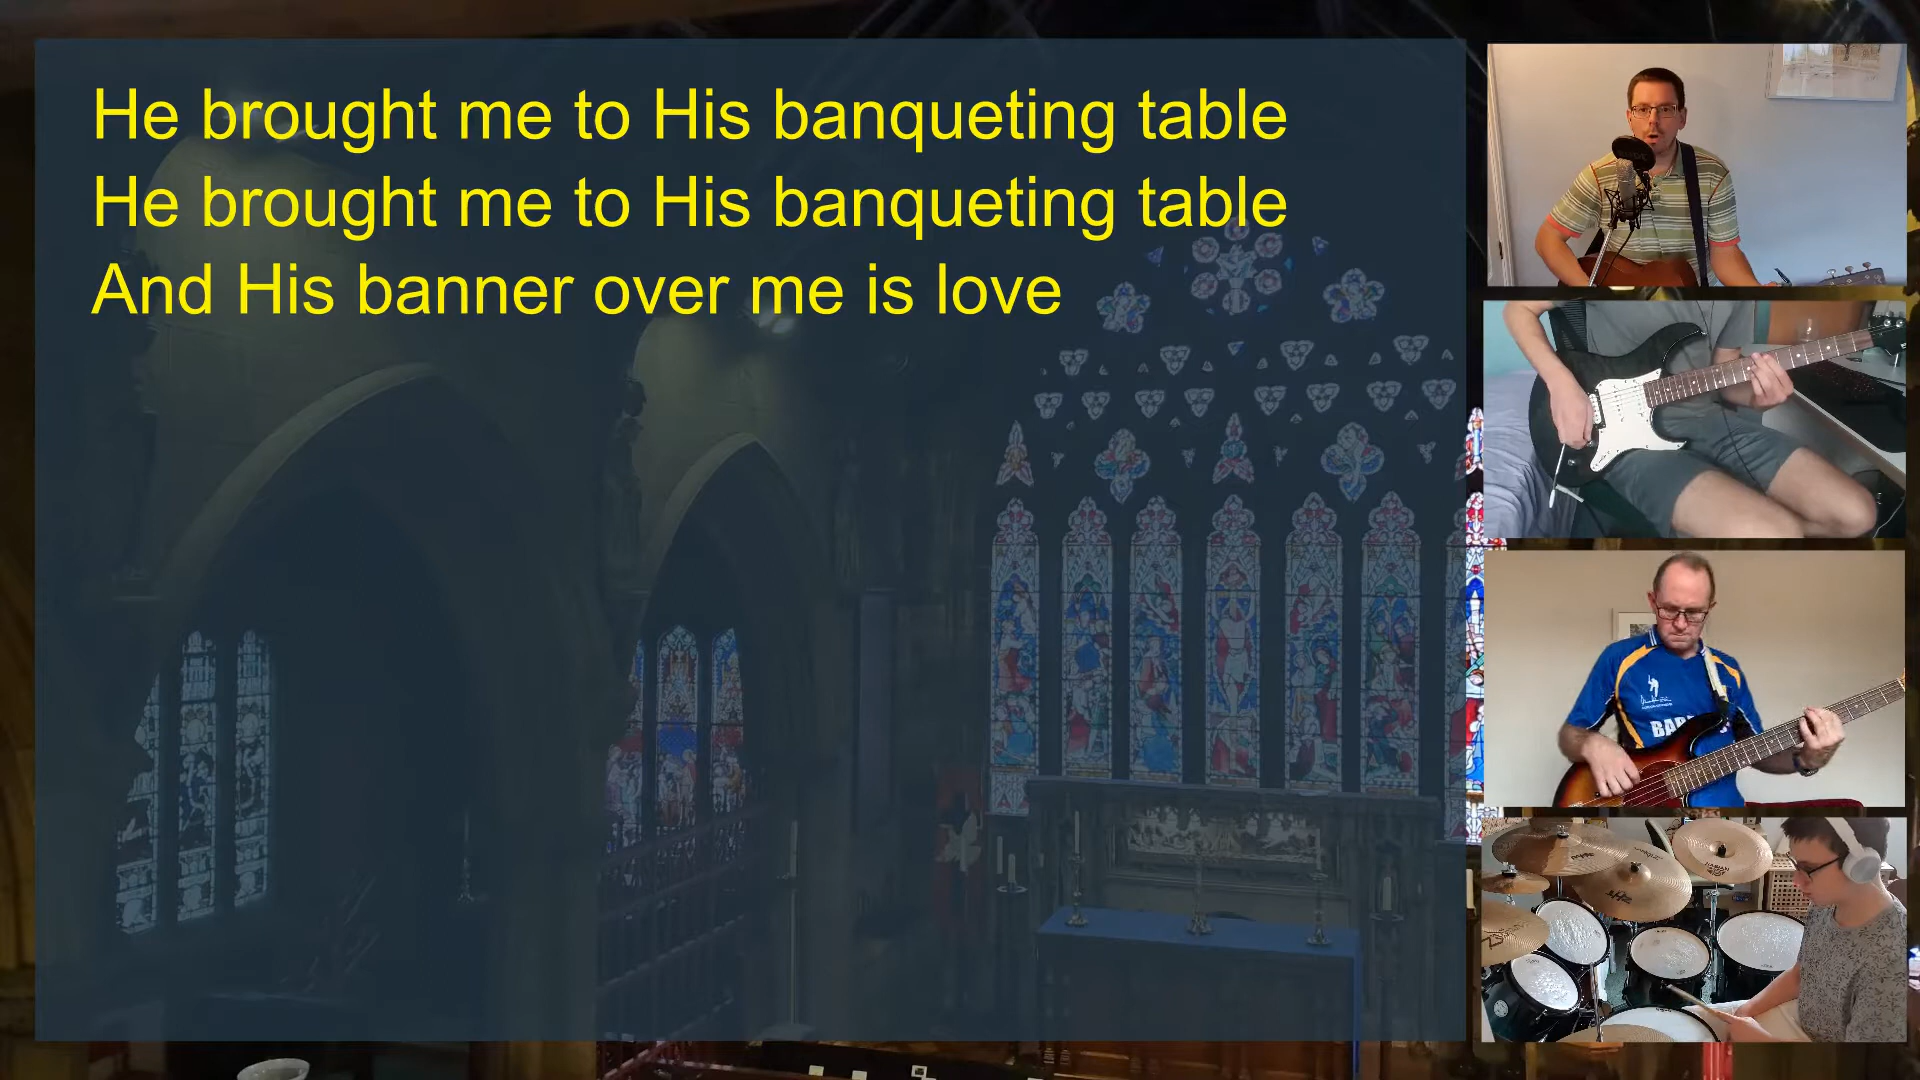 He brought me to His banqueting table
He brought me to His banqueting table
And His banner over me is love